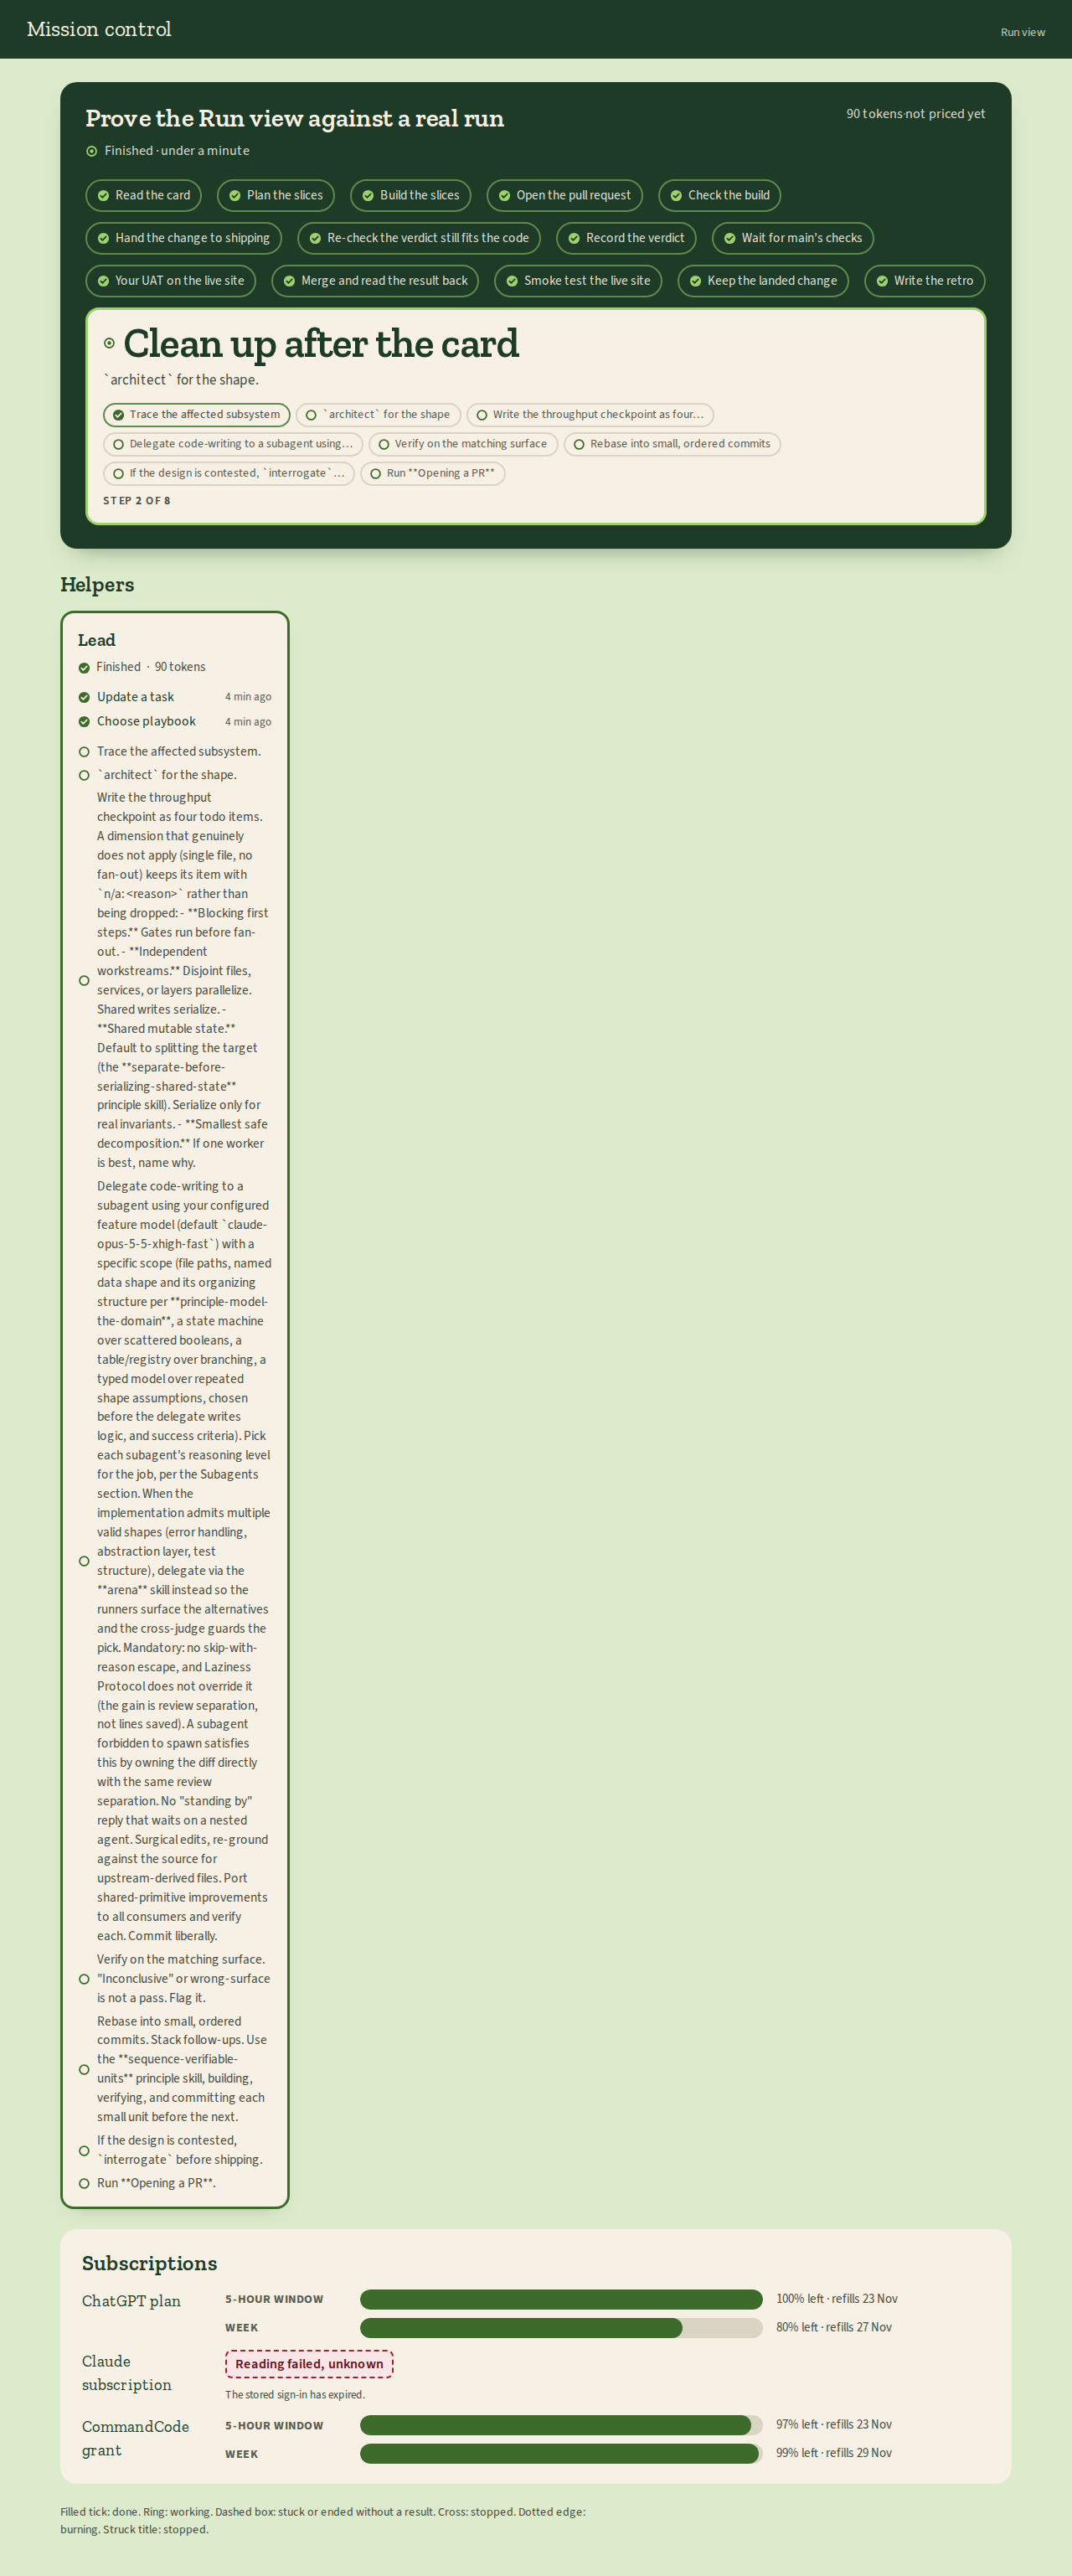 Mission control
Run view
Prove the Run view against a real run
90 tokens·not priced yet
Finished · under a minute
Read the card
Plan the slices
Build the slices
Open the pull request
Check the build
Hand the change to shipping
Re-check the verdict still fits the code
Record the verdict
Wait for main's checks
Your UAT on the live site
Merge and read the result back
Smoke test the live site
Keep the landed change
Write the retro
Clean up after the card
`architect` for the shape.
Trace the affected subsystem
`architect` for the shape
Write the throughput checkpoint as four…
Delegate code-writing to a subagent using…
Verify on the matching surface
Rebase into small, ordered commits
If the design is contested, `interrogate`…
Run **Opening a PR**
STEP 2 OF 8
Helpers
Lead
Finished · 90 tokens
Update a task
4 min ago
Choose playbook
4 min ago
Trace the affected subsystem.
`architect` for the shape.
Write the throughput
checkpoint as four todo items.
A dimension that genuinely
does not apply (single file, no
fan-out) keeps its item with
`n/a: <reason>` rather than
being dropped: - **Blocking first
steps.** Gates run before fan-
out. - **Independent
workstreams.** Disjoint files,
services, or layers parallelize.
Shared writes serialize. -
**Shared mutable state.**
Default to splitting the target
(the **separate-before-
serializing-shared-state**
principle skill). Serialize only for
real invariants. - **Smallest safe
decomposition.** If one worker
is best, name why.
Delegate code-writing to a
subagent using your configured
feature model (default `claude-
opus-5-5-xhigh-fast`) with a
specific scope (file paths, named
data shape and its organizing
structure per **principle-model-
the-domain**, a state machine
over scattered booleans, a
table/registry over branching, a
typed model over repeated
shape assumptions, chosen
before the delegate writes
logic, and success criteria). Pick
each subagent's reasoning level
for the job, per the Subagents
section. When the
implementation admits multiple
valid shapes (error handling,
abstraction layer, test
structure), delegate via the
**arena** skill instead so the
runners surface the alternatives
and the cross-judge guards the
pick. Mandatory: no skip-with-
reason escape, and Laziness
Protocol does not override it
(the gain is review separation,
not lines saved). A subagent
forbidden to spawn satisfies
this by owning the diff directly
with the same review
separation. No "standing by"
reply that waits on a nested
agent. Surgical edits, re-ground
against the source for
upstream-derived files. Port
shared-primitive improvements
to all consumers and verify
each. Commit liberally.
Verify on the matching surface.
"Inconclusive" or wrong-surface
is not a pass. Flag it.
Rebase into small, ordered
commits. Stack follow-ups. Use
the **sequence-verifiable-
units** principle skill, building,
verifying, and committing each
small unit before the next.
If the design is contested,
`interrogate` before shipping.
Run **Opening a PR**.
Subscriptions
ChatGPT plan
5-HOUR WINDOW
100% left · refills 23 Nov
WEEK
80% left · refills 27 Nov
Claude
subscription
Reading failed, unknown
The stored sign-in has expired.
CommandCode
grant
5-HOUR WINDOW
97% left · refills 23 Nov
WEEK
99% left · refills 29 Nov
Filled tick: done. Ring: working. Dashed box: stuck or ended without a result. Cross: stopped. Dotted edge:
burning. Struck title: stopped.